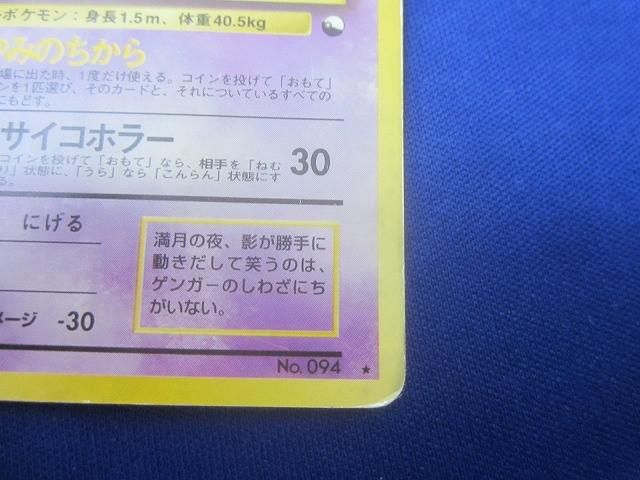 ポケモン:身長1.5m、体重40.5kg
やみのちから
場に出た時、1度だけ使える。コインを投げて「おもて」
ンを1匹選び、そのカードと、それについているすべての
にもどす。
サイコホラー
コインを投げて「おもて」なら、相手を「ねむ
り」状態に、「うら」なら「こんらん」状態にす
る。
30
にげる
満月の夜、影が勝手に
動きだして笑うのは、
ゲンガーのしわざにち
がいない。
メージ -30
No. 094 ★